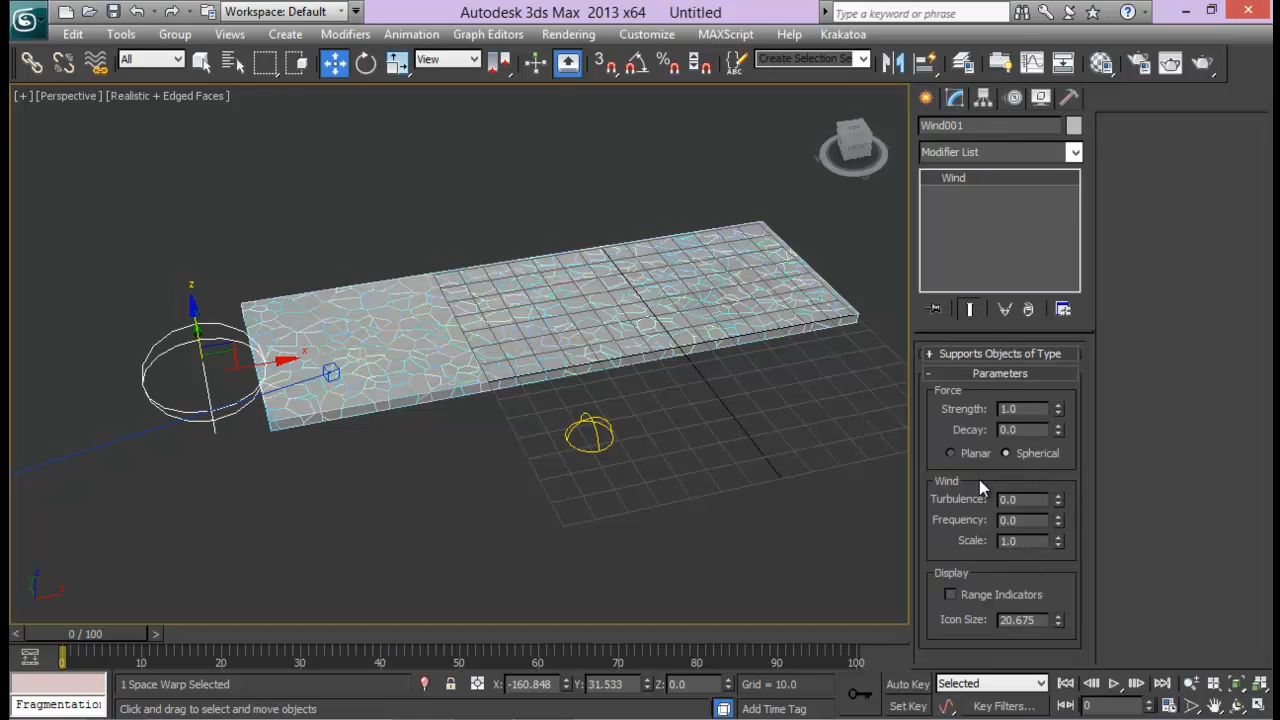 Workspace: Default
Autodesk 3ds Max 2013 x64 Untitled
Type a keyword or phrase
Edit Tools Group Views Create Modifiers Animation Graph Editors Rendering Customize MAXScript Help Krakatoa
All
View
3
Create Selection Se
[+] [Perspective] [Realistic + Edged Faces]
Wind001
Modifier List
Wind
z
x
+ Supports Objects of Type
- Parameters
Force
Strength: 1.0
Decay: 0.0
Planar Spherical
Wind
Turbulence: 0.0
Frequency: 0.0
Scale: 1.0
Display
Range Indicators
Icon Size: 20.675
< 0 / 100 >
0 10 20 30 40 50 60 70 80 90 100
1 Space Warp Selected
X: -160.848 Y: 31.533 Z: 0.0
Grid = 10.0
Auto Key Selected
Fragmentation
Click and drag to select and move objects
Add Time Tag
Set Key Key Filters... 0